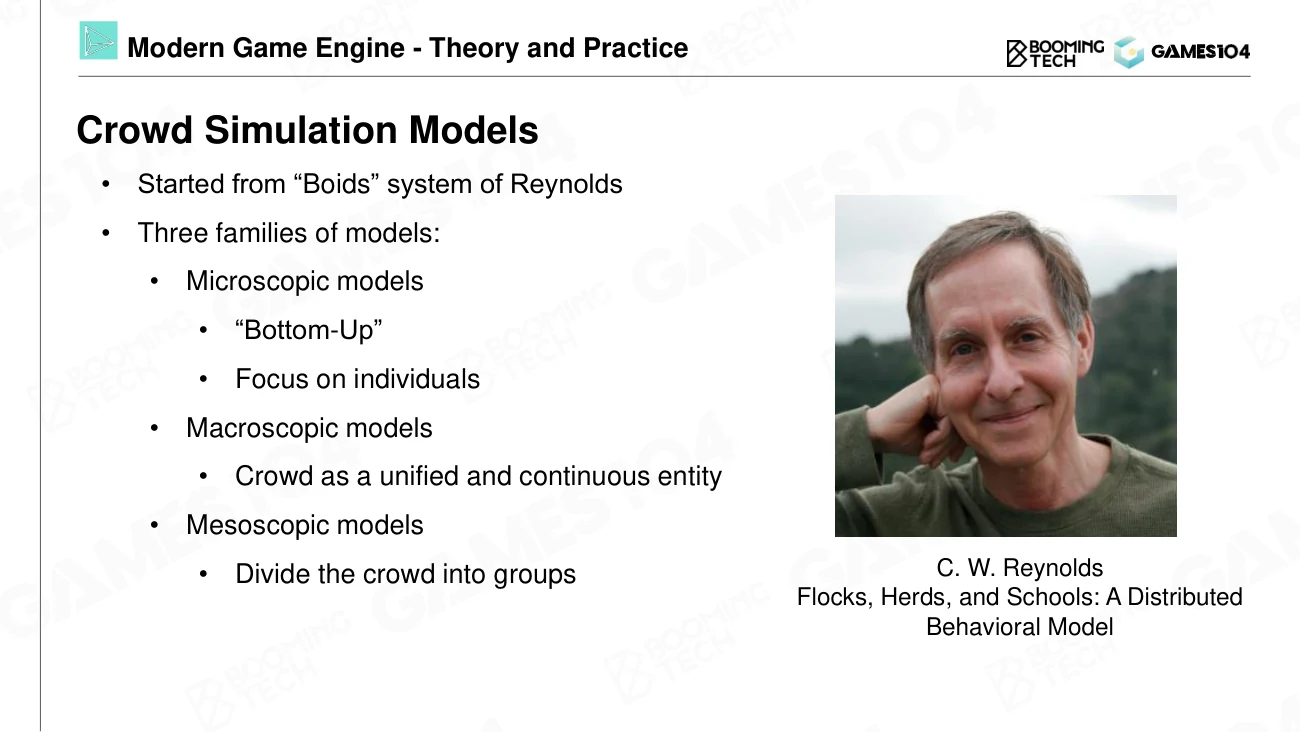 Modern Game Engine - Theory and Practice
BOOMING
TECH
GAMES104
Crowd Simulation Models
• Started from “Boids” system of Reynolds
• Three families of models:
• Microscopic models
• “Bottom-Up”
• Focus on individuals
• Macroscopic models
• Crowd as a unified and continuous entity
• Mesoscopic models
• Divide the crowd into groups
C. W. Reynolds
Flocks, Herds, and Schools: A Distributed
Behavioral Model